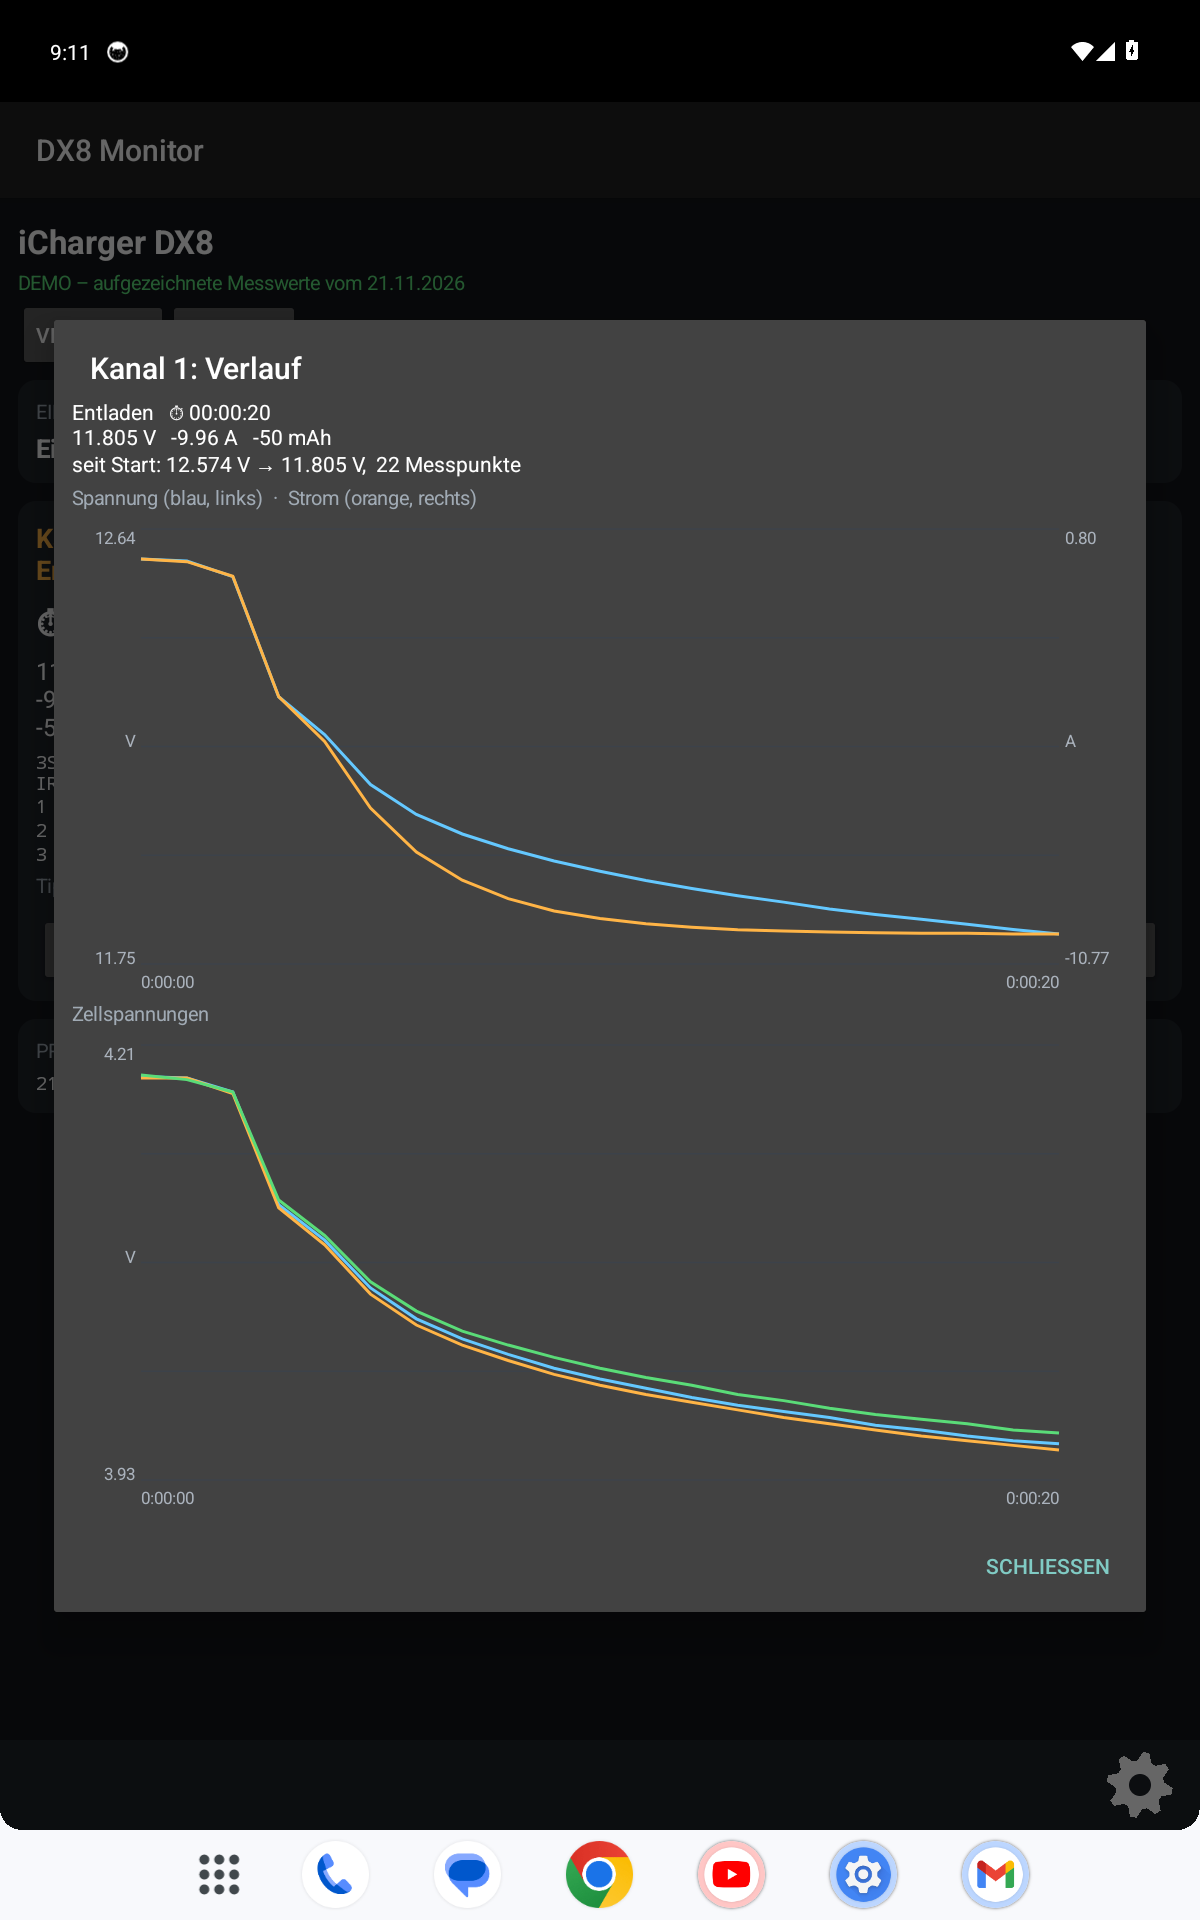 9:11
DX8 Monitor
iCharger DX8
DEMO – aufgezeichnete Messwerte vom 21.11.2026
Kanal 1: Verlauf
Entladen ⏱ 00:00:20
11.805 V -9.96 A -50 mAh
seit Start: 12.574 V → 11.805 V, 22 Messpunkte
Spannung (blau, links) · Strom (orange, rechts)
12.64 0.80
V A
11.75 -10.77
0:00:00 0:00:20
Zellspannungen
4.21
V
3.93
0:00:00 0:00:20
SCHLIESSEN